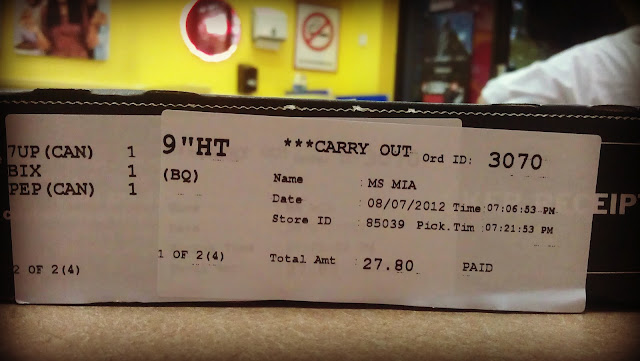 7UP(CAN) 1
BIX 1
PEP(CAN) 1
2 OF 2(4)
9"HT ***CARRY OUT Ord ID: 3070
(BQ)
Name : MS MIA
Date : 08/07/2012 Time :07:06:53 PM
Store ID : 85039 Pick.Tim :07:21:53 PM
1 OF 2(4) Total Amt : 27.80 PAID